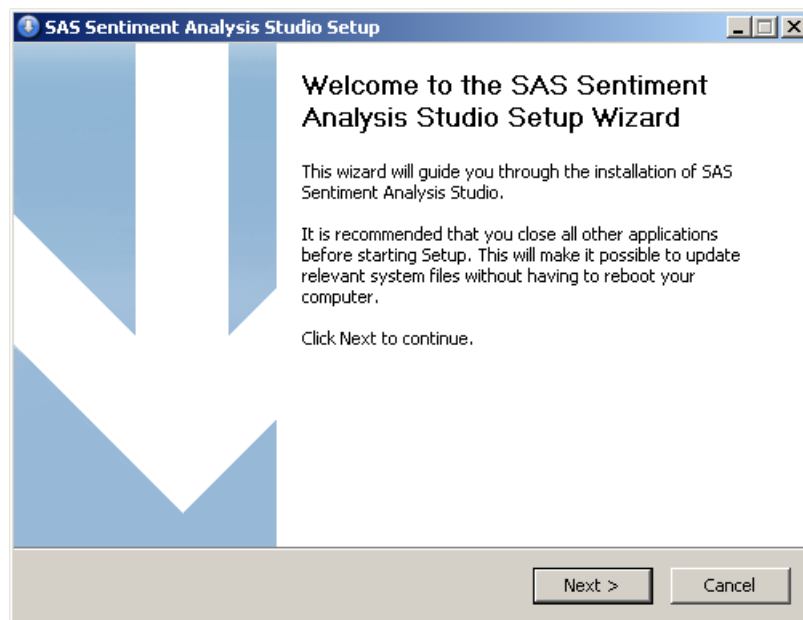 SAS Sentiment Analysis Studio Setup
Welcome to the SAS Sentiment
Analysis Studio Setup Wizard
This wizard will guide you through the installation of SAS
Sentiment Analysis Studio.
It is recommended that you close all other applications
before starting Setup. This will make it possible to update
relevant system files without having to reboot your
computer.
Click Next to continue.
Next >
Cancel